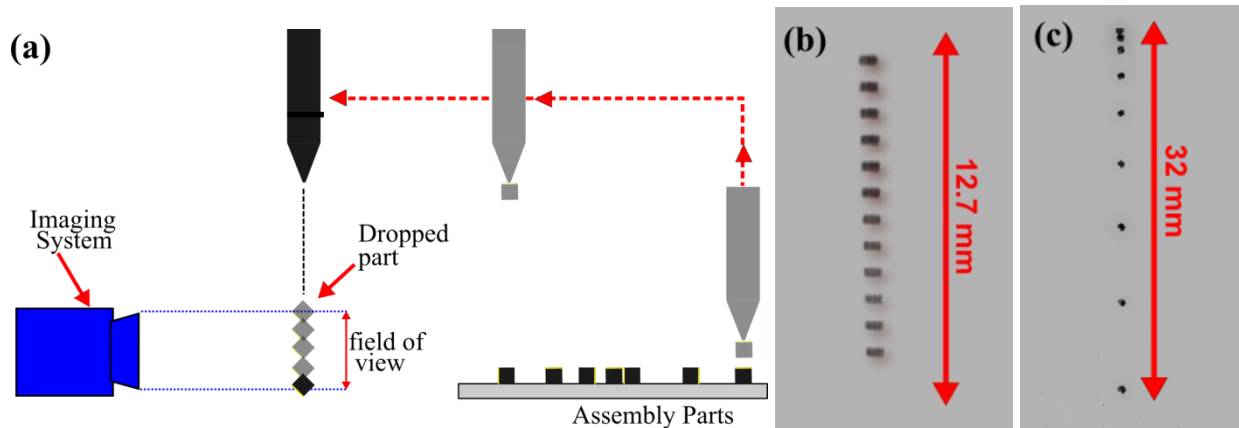 (a)
Imaging
System
Dropped
part
field of
view
Assembly Parts
(b)
12.7 mm
(c)
32 mm